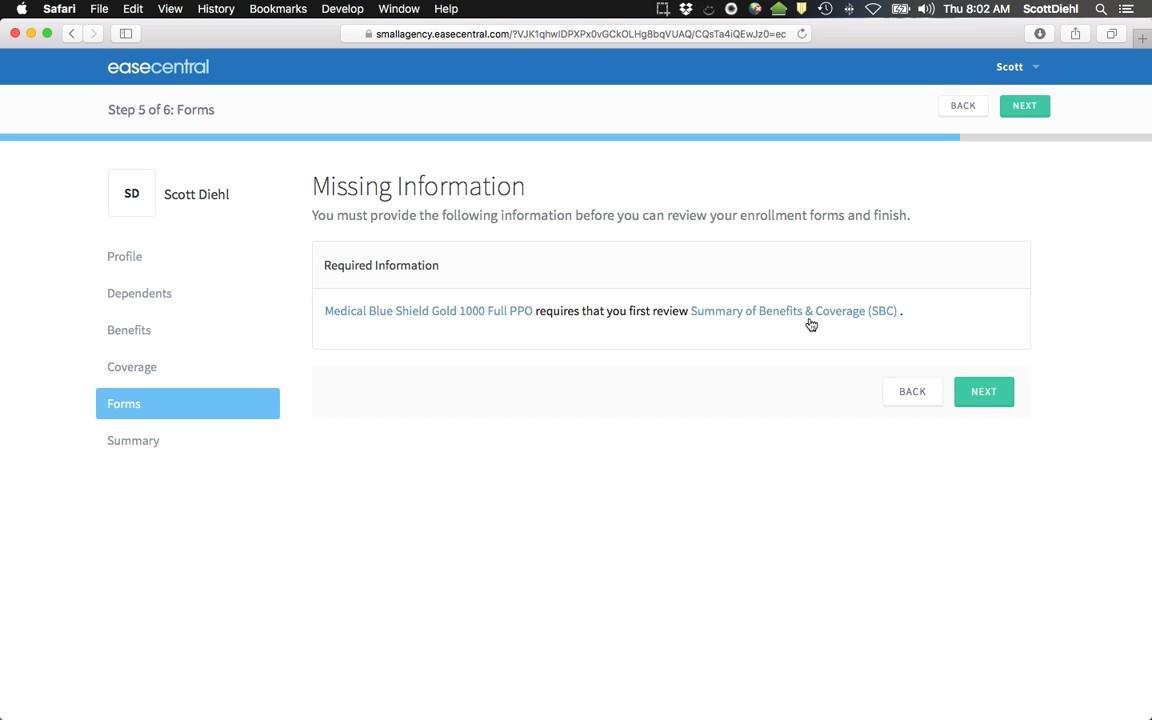 Safari File Edit View History Bookmarks Develop Window Help Thu 8:02 AM ScottDiehl
smallagency.easecentral.com/?VJK1qhwIDPXPx0vGCkOLHg8bqVUAQ/CQsTa4iQEwJz0=ec
easecentral Scott
Step 5 of 6: Forms BACK NEXT
SD Scott Diehl
Missing Information
You must provide the following information before you can review your enrollment forms and finish.
Profile
Required Information
Dependents
Medical Blue Shield Gold 1000 Full PPO requires that you first review Summary of Benefits & Coverage (SBC) .
Benefits
Coverage
BACK NEXT
Forms
Summary